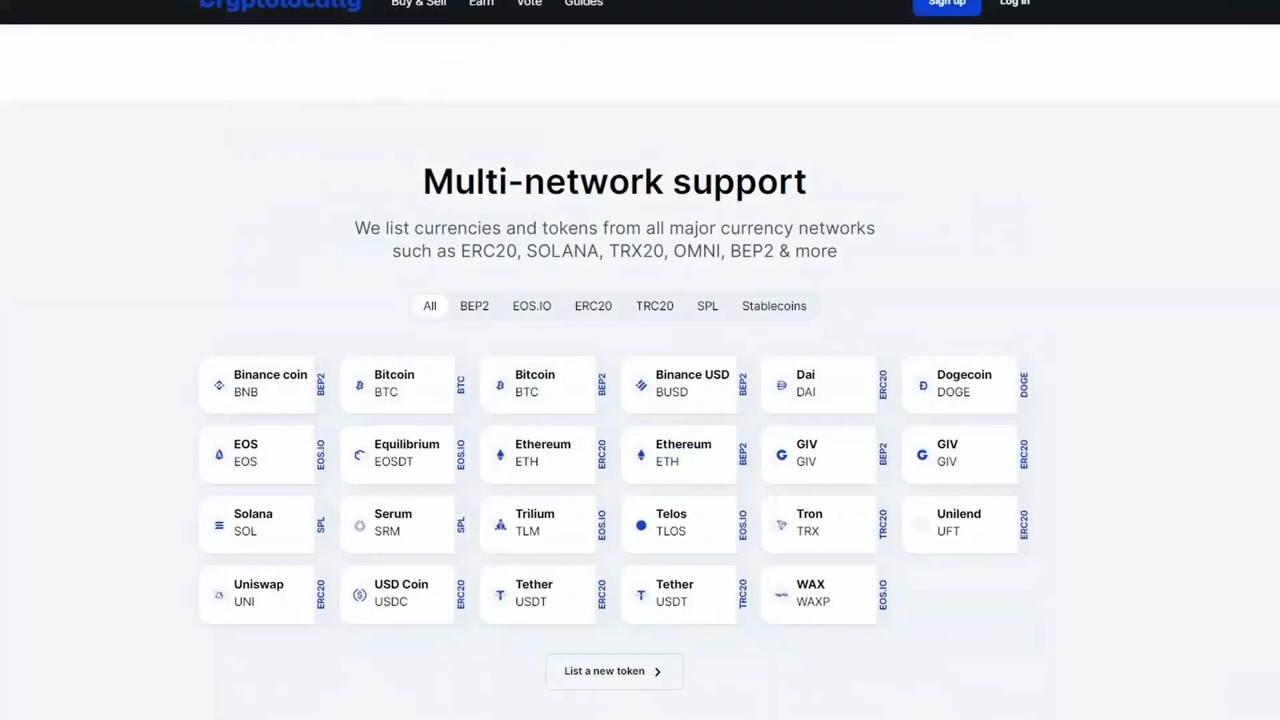 cryptolocally Buy & Sell Earn Vote Guides Sign up Log in
Multi-network support
We list currencies and tokens from all major currency networks
such as ERC20, SOLANA, TRX20, OMNI, BEP2 & more
All BEP2 EOS.IO ERC20 TRC20 SPL Stablecoins
Binance coin
BNB
BEP2
Bitcoin
BTC
BTC
Bitcoin
BTC
BEP2
Binance USD
BUSD
BEP2
Dai
DAI
ERC20
Dogecoin
DOGE
DOGE
EOS
EOS
EOS.IO
Equilibrium
EOSDT
EOS.IO
Ethereum
ETH
ERC20
Ethereum
ETH
BEP2
GIV
GIV
BEP2
GIV
GIV
ERC20
Solana
SOL
SPL
Serum
SRM
SPL
Trilium
TLM
EOS.IO
Telos
TLOS
EOS.IO
Tron
TRX
TRC20
Unilend
UFT
ERC20
Uniswap
UNI
ERC20
USD Coin
USDC
ERC20
Tether
USDT
ERC20
Tether
USDT
TRC20
WAX
WAXP
EOS.IO
List a new token